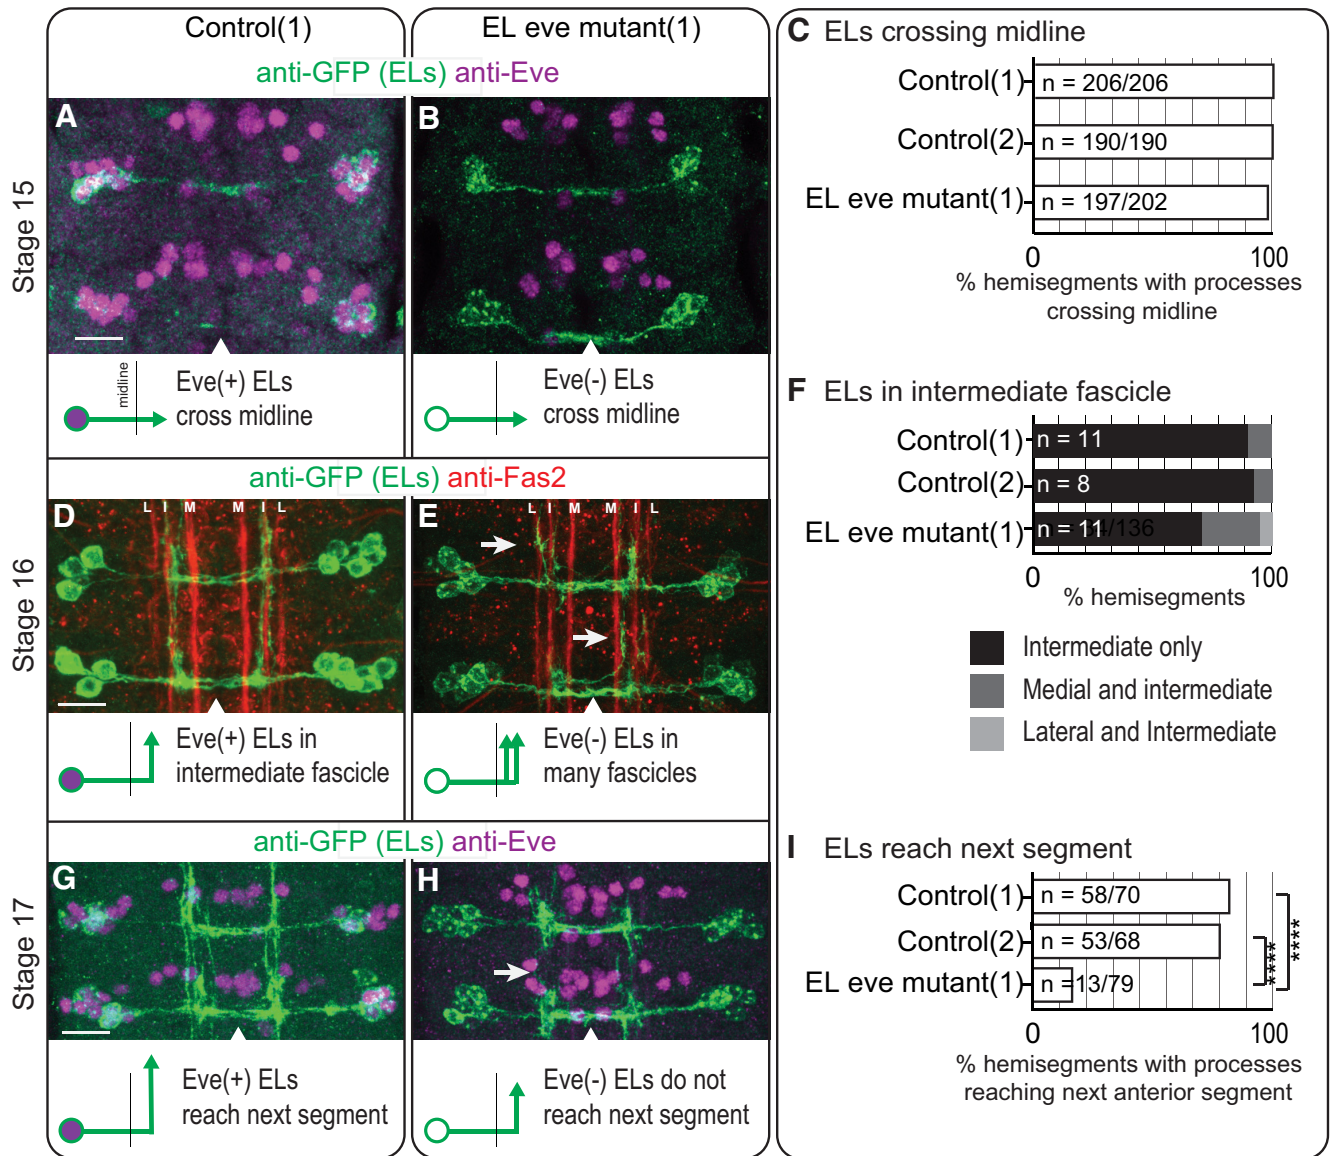 Control(1)
EL eve mutant(1)
anti-GFP (ELs) anti-Eve
Stage 15
A
B
midline
Eve(+) ELs
cross midline
Eve(-) ELs
cross midline
anti-GFP (ELs) anti-Fas2
Stage 16
D
L I M M I L
E
L I M M I L
Eve(+) ELs in
intermediate fascicle
Eve(-) ELs in
many fascicles
anti-GFP (ELs) anti-Eve
Stage 17
G
H
Eve(+) ELs
reach next segment
Eve(-) ELs do not
reach next segment
C ELs crossing midline
Control(1) n = 206/206
Control(2) n = 190/190
EL eve mutant(1) n = 197/202
0 100
% hemisegments with processes
crossing midline
F ELs in intermediate fascicle
Control(1) n = 11
Control(2) n = 8
EL eve mutant(1) n = 11 /136
0 100
% hemisegments
Intermediate only
Medial and intermediate
Lateral and Intermediate
I ELs reach next segment
Control(1) n = 58/70
Control(2) n = 53/68
EL eve mutant(1) n =13/79
**** ****
0 100
% hemisegments with processes
reaching next anterior segment